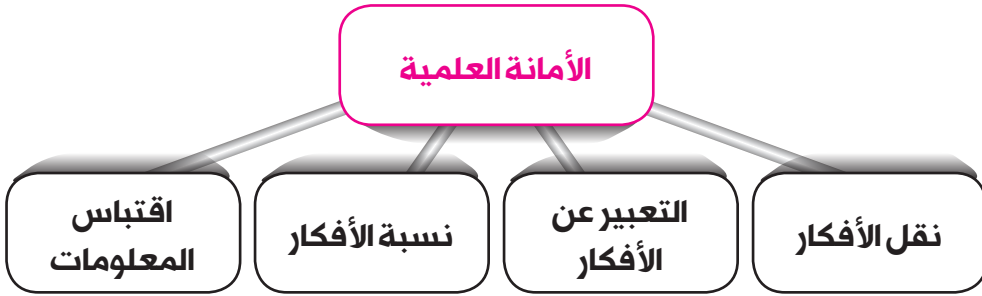 الأمانة العلمية
نقل الأفكار
التعبير عن
الأفكار
نسبة الأفكار
اقتباس
المعلومات